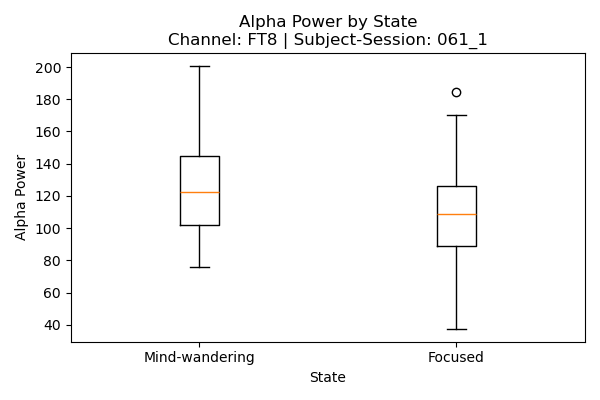 Alpha Power by State
Channel: FT8 | Subject-Session: 061_1
Alpha Power
200
180
160
140
120
100
80
60
40
Mind-wandering
Focused
State